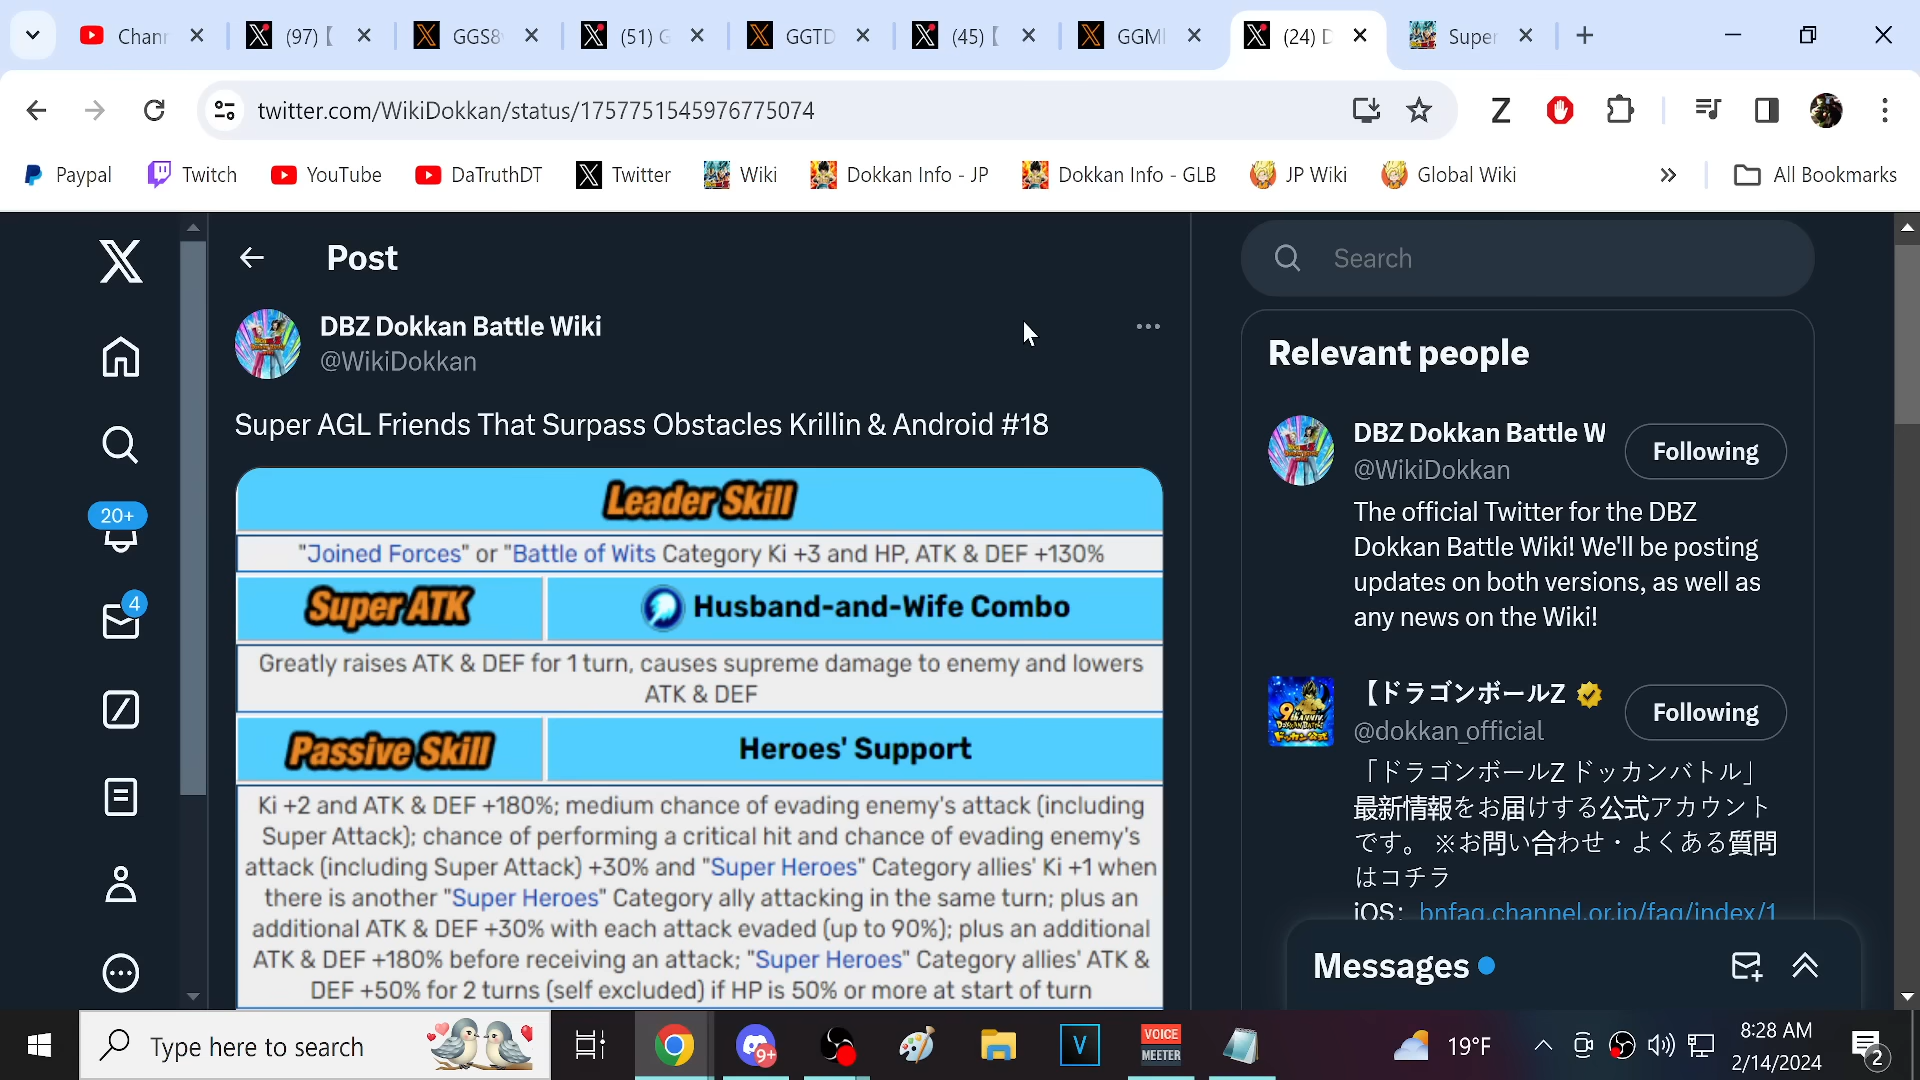 Chann
(97) [
GGS8
(51) G
GGTD
(45) [
GGM
(24) D
Super
twitter.com/WikiDokkan/status/1757751545976775074
Z
Paypal
Twitch
YouTube
DaTruthDT
Twitter
Wiki
Dokkan Info - JP
Dokkan Info - GLB
JP Wiki
Global Wiki
All Bookmarks
Post
DBZ Dokkan Battle Wiki
@WikiDokkan
Super AGL Friends That Surpass Obstacles Krillin & Android #18
Leader Skill
"Joined Forces" or "Battle of Wits Category Ki +3 and HP, ATK & DEF +130%
Super ATK
Husband-and-Wife Combo
Greatly raises ATK & DEF for 1 turn, causes supreme damage to enemy and lowers
ATK & DEF
Passive Skill
Heroes' Support
Ki +2 and ATK & DEF +180%; medium chance of evading enemy's attack (including
Super Attack); chance of performing a critical hit and chance of evading enemy's
attack (including Super Attack) +30% and "Super Heroes" Category allies' Ki +1 when
there is another "Super Heroes" Category ally attacking in the same turn; plus an
additional ATK & DEF +30% with each attack evaded (up to 90%); plus an additional
ATK & DEF +180% before receiving an attack; "Super Heroes" Category allies' ATK &
DEF +50% for 2 turns (self excluded) if HP is 50% or more at start of turn
20+
4
Search
Relevant people
DBZ Dokkan Battle W
@WikiDokkan
Following
The official Twitter for the DBZ
Dokkan Battle Wiki! We'll be posting
updates on both versions, as well as
any news on the Wiki!
【ドラゴンボールZ
@dokkan_official
Following
「ドラゴンボールZ ドッカンバトル」
最新情報をお届けする公式アカウント
です。 ※お問い合わせ・よくある質問
はコチラ
iOS： bnfaq.channel.or.jp/faq/index/1
Messages
Type here to search
9+
V
VOICE
MEETER
19°F
8:28 AM
2/14/2024
2